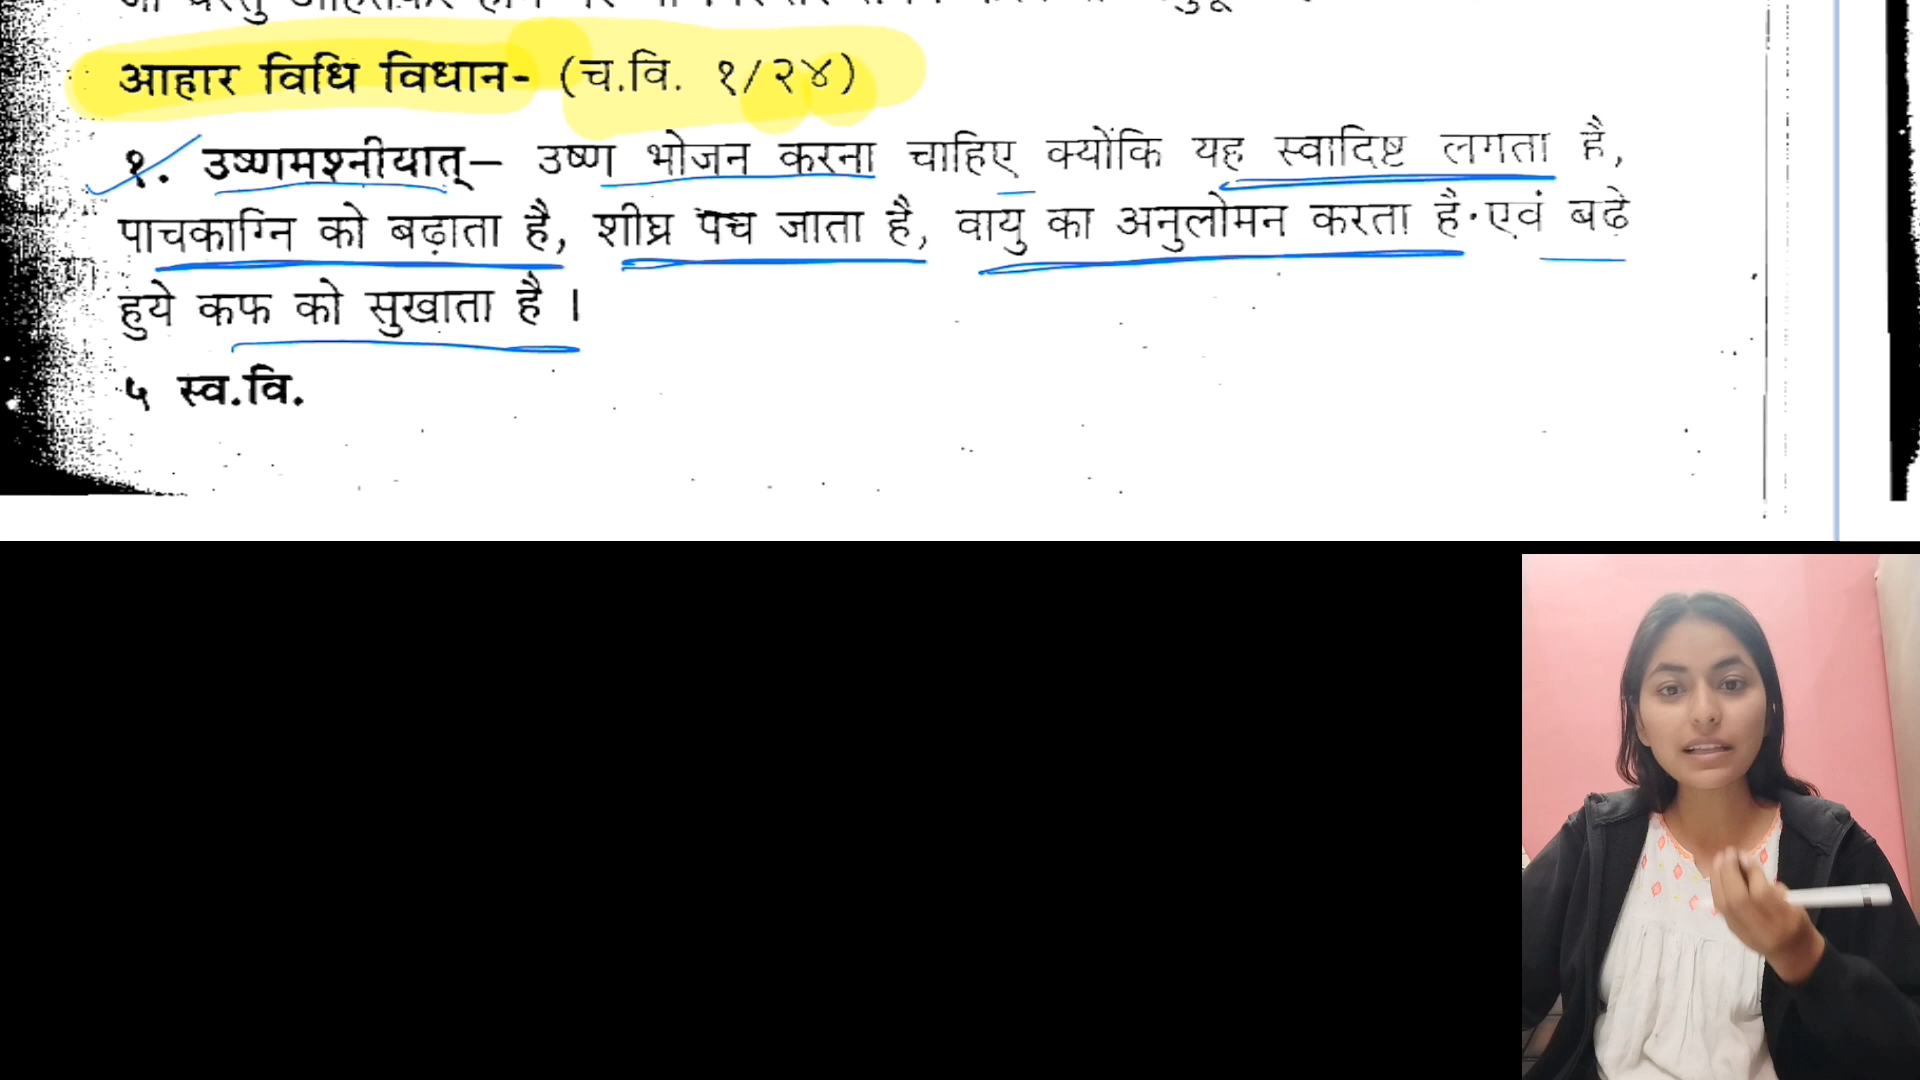 आहार विधि विधान- (च.वि. १/२४)
१. उष्णमश्नीयात्– उष्ण भोजन करना चाहिए क्योंकि यह स्वादिष्ट लगता है,
पाचकाग्नि को बढ़ाता है, शीघ्र पच जाता है, वायु का अनुलोमन करता है·एवं बढ़े
हुये कफ को सुखाता है ।
५ स्व.वि.